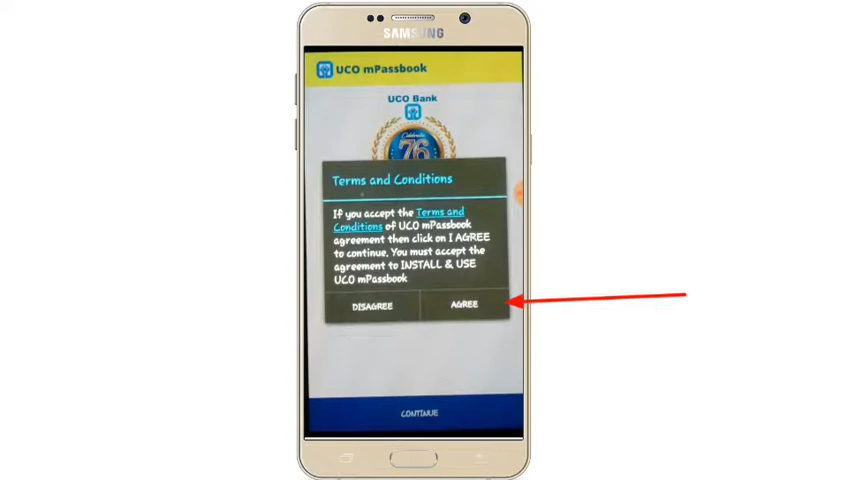 SAMSUNG
UCO mPassbook
UCO Bank
Celebrating
76
Terms and Conditions
If you accept the Terms and
Conditions of UCO mPassbook
agreement then click on I AGREE
to continue. You must accept the
agreement to INSTALL & USE
UCO mPassbook
DISAGREE
AGREE
CONTINUE